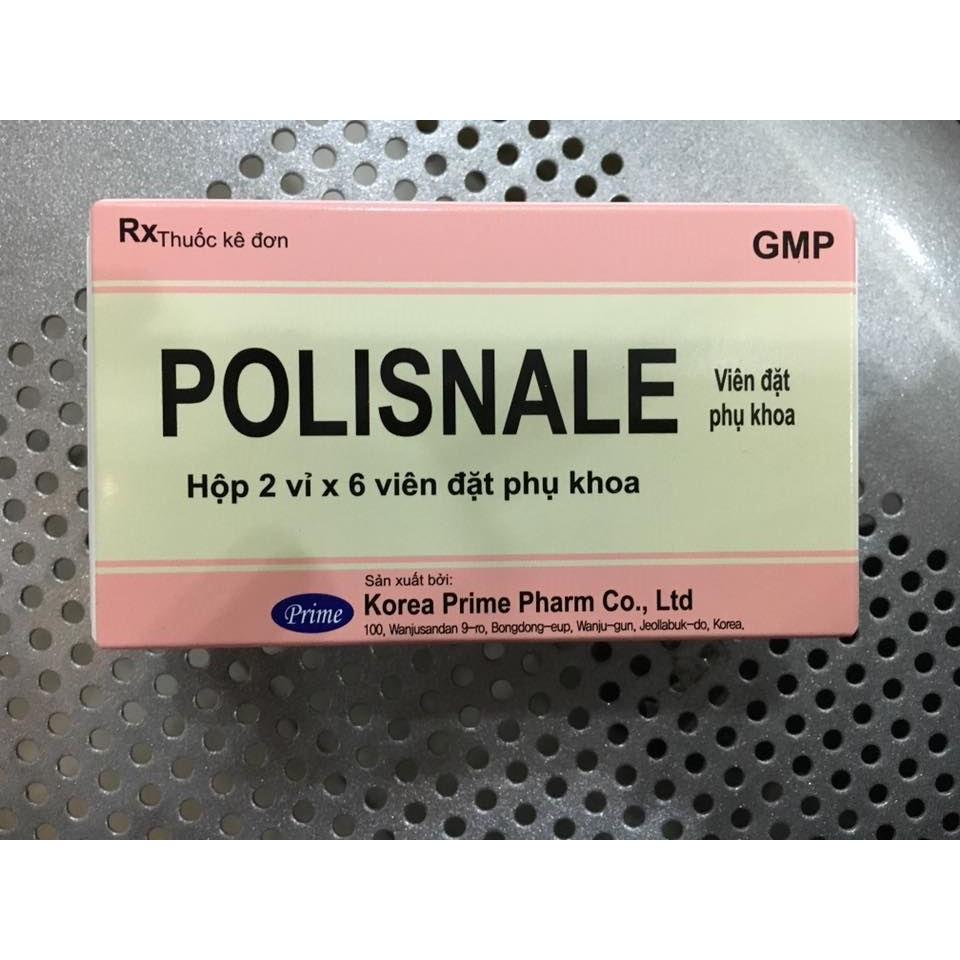 Rx Thuốc kê đơn
GMP
POLISNALE
Viên đặt
phụ khoa
Hộp 2 vỉ x 6 viên đặt phụ khoa
Sản xuất bởi:
Prime
Korea Prime Pharm Co., Ltd
100, Wanjusandan 9-ro, Bongdong-eup, Wanju-gun, Jeollabuk-do, Korea.